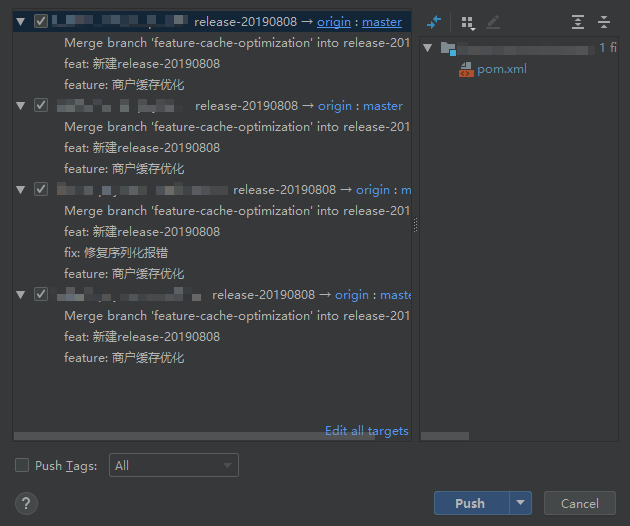 release-20190808 → origin : master
Merge branch 'feature-cache-optimization' into release-201
feat: 新建release-20190808
feature: 商户缓存优化
release-20190808 → origin : master
Merge branch 'feature-cache-optimization' into release-201
feat: 新建release-20190808
feature: 商户缓存优化
release-20190808 → origin : m
Merge branch 'feature-cache-optimization' into release-201
feat: 新建release-20190808
fix: 修复序列化报错
feature: 商户缓存优化
release-20190808 → origin : maste
Merge branch 'feature-cache-optimization' into release-201
feat: 新建release-20190808
feature: 商户缓存优化
Edit all targets
1 fi
pom.xml
Push Tags: All
?
Push
Cancel